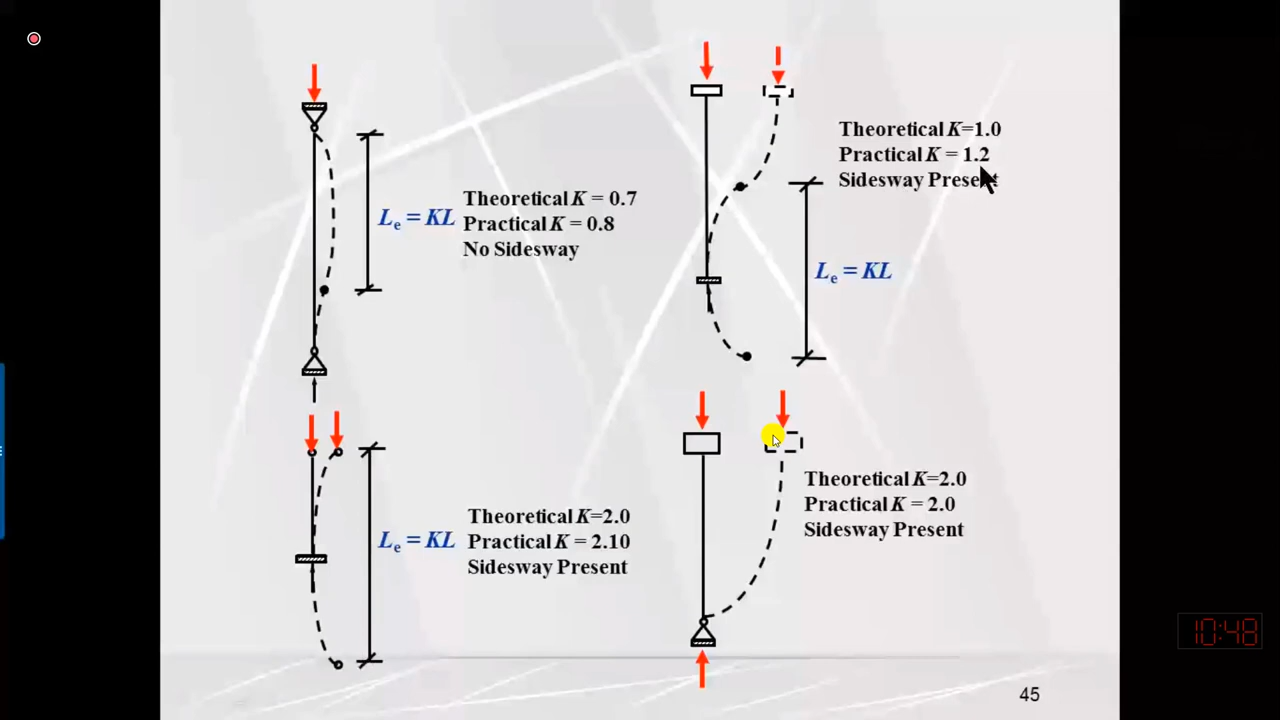 Theoretical K = 0.7
Practical K = 0.8
No Sidesway
Le = KL
Theoretical K=1.0
Practical K = 1.2
Sidesway Present
Le = KL
Theoretical K=2.0
Practical K = 2.10
Sidesway Present
Le = KL
Theoretical K=2.0
Practical K = 2.0
Sidesway Present
10:48
45